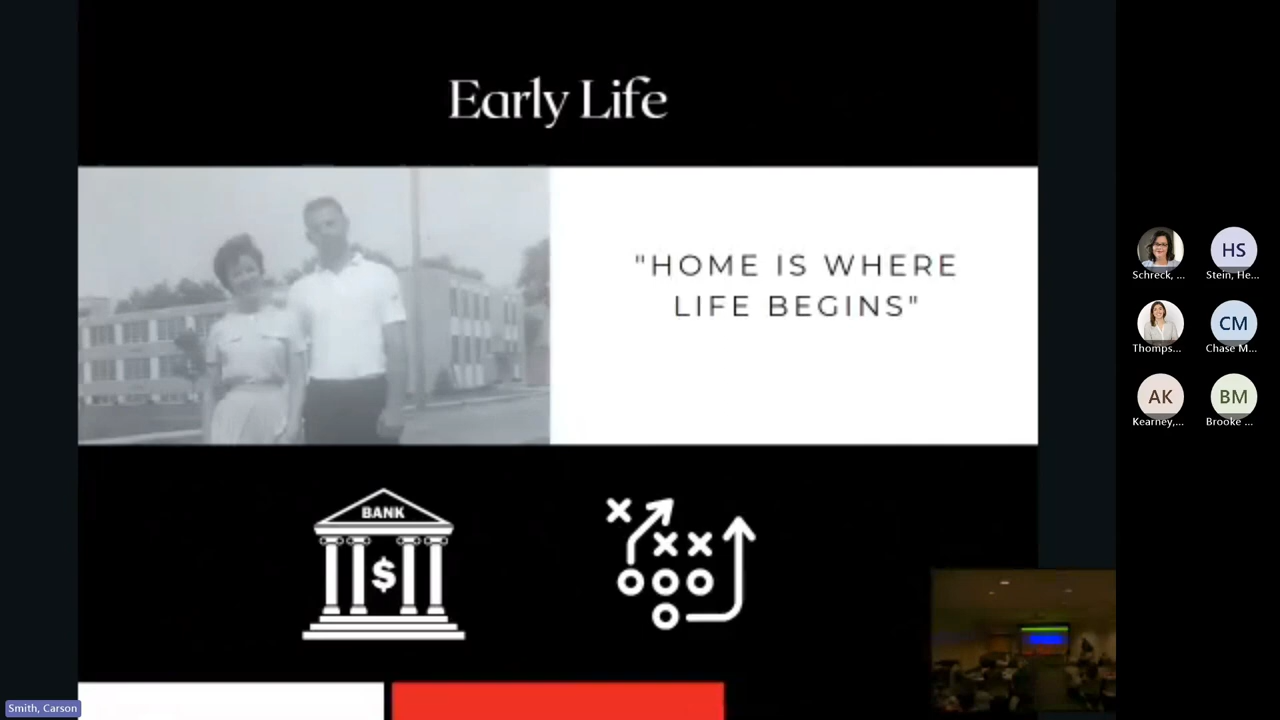 Early Life
"HOME IS WHERE
LIFE BEGINS"
BANK
$
Schreck, ...
HS
Stein, He...
Thomps...
CM
Chase M...
AK
Kearney,...
BM
Brooke ...
Smith, Carson